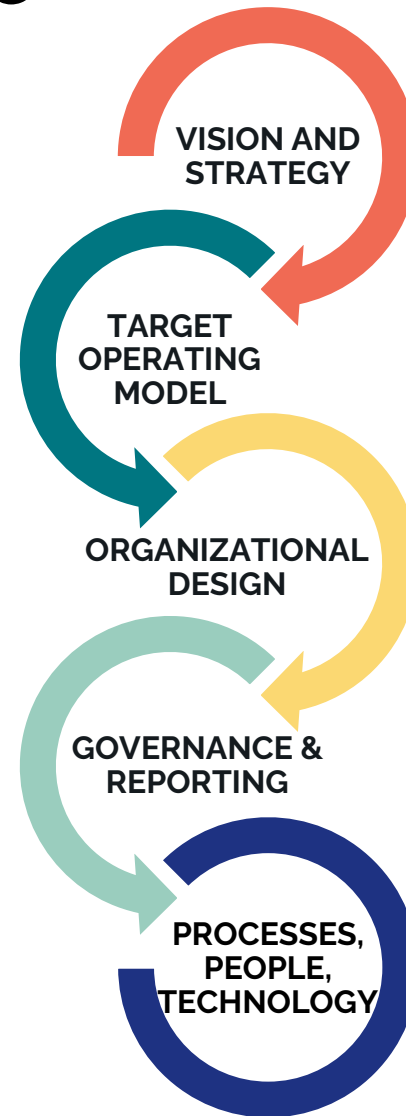 VISION AND
STRATEGY
TARGET
OPERATING
MODEL
ORGANIZATIONAL
DESIGN
GOVERNANCE &
REPORTING
PROCESSES,
PEOPLE,
TECHNOLOGY